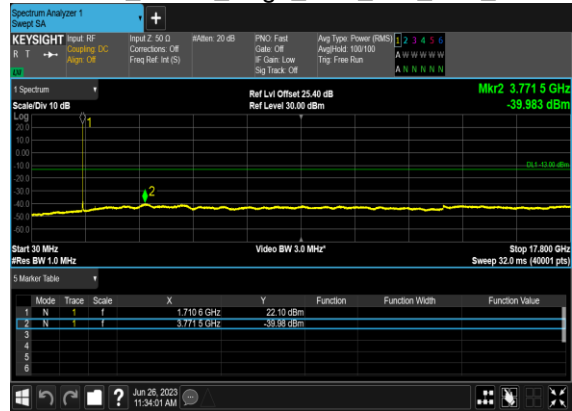 Spectrum Analyzer 1
Swept SA
+
KEYSIGHT
R T
Input: RF
Coupling: DC
Align: Off
Input Z: 50 Ω
Corrections: Off
Freq Ref: Int (S)
#Atten: 20 dB
PNO: Fast
Gate: Off
IF Gain: Low
Sig Track: Off
Avg Type: Power (RMS)
Avg|Hold: 100/100
Trig: Free Run
1 2 3 4 5 6
A W W W W W
A N N N N N
1 Spectrum
Scale/Div 10 dB
Log
Ref Lvl Offset 25.40 dB
Ref Level 30.00 dBm
Mkr2 3.771 5 GHz
-39.983 dBm
20.0
10.0
0.00
-10.0
-20.0
-30.0
-40.0
-50.0
-60.0
1
2
DL1 -13.00 dBm
Start 30 MHz
#Res BW 1.0 MHz
Video BW 3.0 MHz*
Stop 17.800 GHz
Sweep 32.0 ms (40001 pts)
5 Marker Table
Mode Trace Scale X Y Function Function Width Function Value
1 N 1 f 1.710 6 GHz 22.10 dBm
2 N 1 f 3.771 5 GHz -39.98 dBm
3
4
5
6
?
Jun 26, 2023
11:34:01 AM